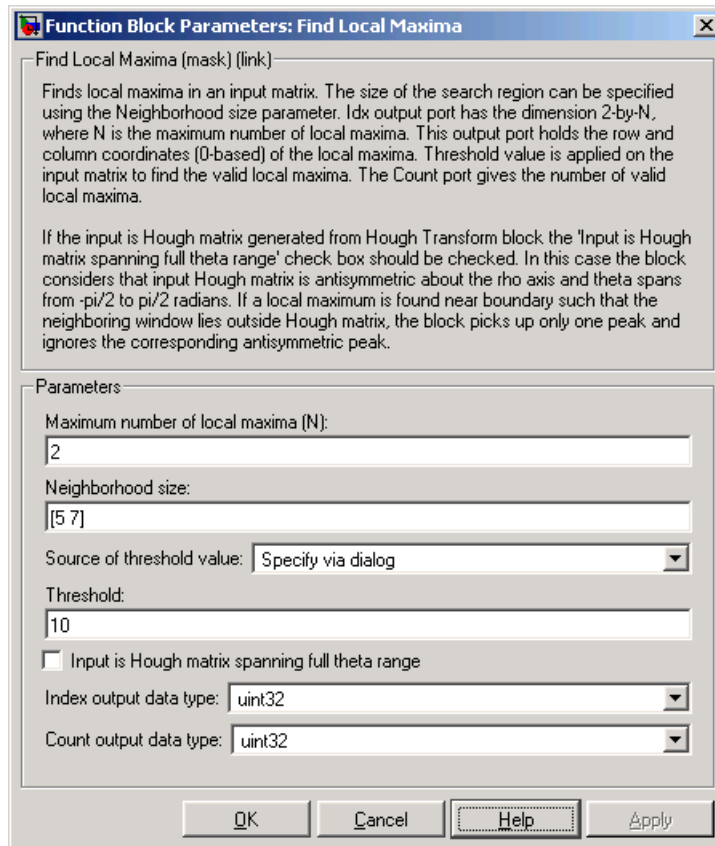 Function Block Parameters: Find Local Maxima
Find Local Maxima (mask) (link)
Finds local maxima in an input matrix. The size of the search region can be specified
using the Neighborhood size parameter. Idx output port has the dimension 2-by-N,
where N is the maximum number of local maxima. This output port holds the row and
column coordinates (0-based) of the local maxima. Threshold value is applied on the
input matrix to find the valid local maxima. The Count port gives the number of valid
local maxima.
If the input is Hough matrix generated from Hough Transform block the 'Input is Hough
matrix spanning full theta range' check box should be checked. In this case the block
considers that input Hough matrix is antisymmetric about the rho axis and theta spans
from -pi/2 to pi/2 radians. If a local maximum is found near boundary such that the
neighboring window lies outside Hough matrix, the block picks up only one peak and
ignores the corresponding antisymmetric peak.
Parameters
Maximum number of local maxima (N):
2
Neighborhood size:
[5 7]
Source of threshold value: Specify via dialog
Threshold:
10
Input is Hough matrix spanning full theta range
Index output data type: uint32
Count output data type: uint32
OK Cancel Help Apply